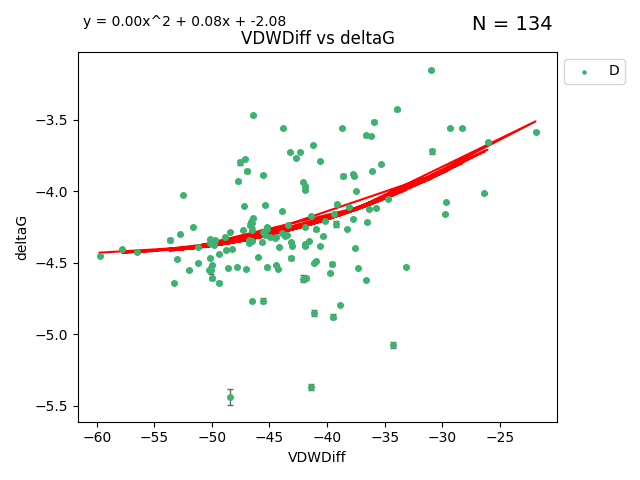 y = 0.00x^2 + 0.08x + -2.08
N = 134
VDWDiff vs deltaG
D
deltaG
−3.5
−4.0
−4.5
−5.0
−5.5
−60 −55 −50 −45 −40 −35 −30 −25
VDWDiff